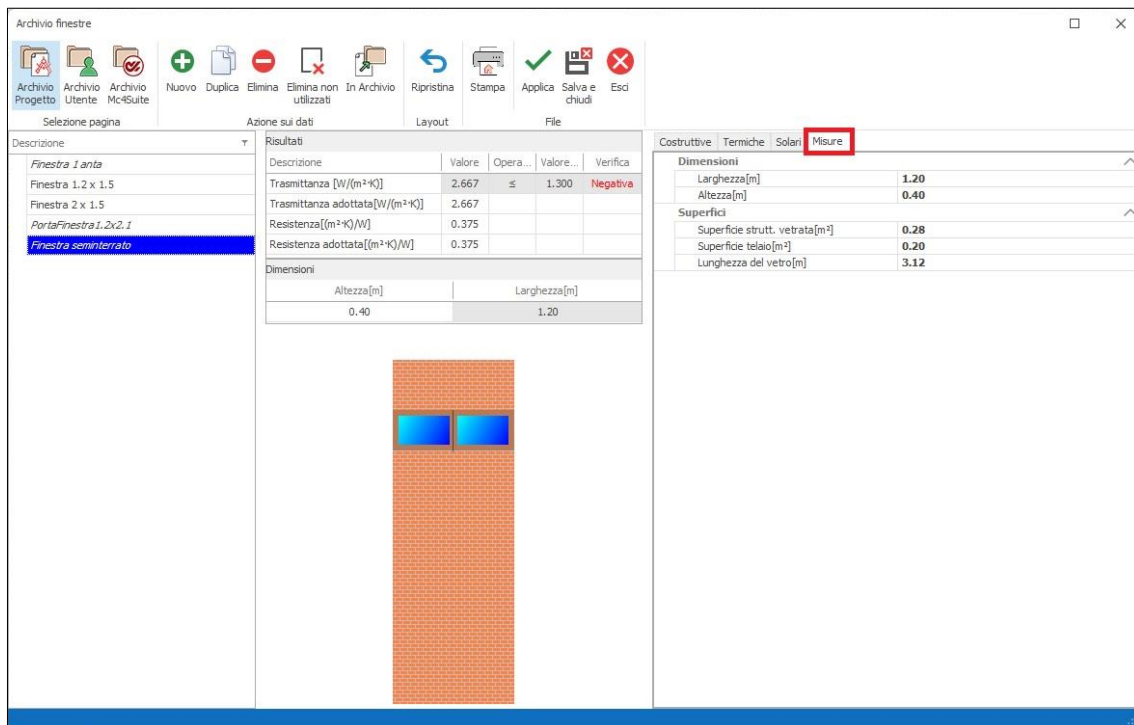 Archivio finestre
Archivio Progetto
Archivio Utente
Archivio Mc4Suite
Nuovo
Duplica
Elimina
Elimina non utilizzati
In Archivio
Ripristina
Stampa
Applica
Salva e chiudi
Esci
Selezione pagina
Azione sui dati
Layout
File
Descrizione
Finestra 1 anta
Finestra 1.2 x 1.5
Finestra 2 x 1.5
PortaFinestra1.2x2.1
Finestra seminterrato
Risultati
Descrizione Valore Opera... Valore... Verifica
Trasmittanza [W/(m²·K)] 2.667 ≤ 1.300 Negativa
Trasmittanza adottata[W/(m²·K)] 2.667
Resistenza[(m²·K)/W] 0.375
Resistenza adottata[(m²·K)/W] 0.375
Dimensioni
Altezza[m] Larghezza[m]
0.40 1.20
Costruttive Termiche Solari Misure
Dimensioni
Larghezza[m] 1.20
Altezza[m] 0.40
Superfici
Superficie strutt. vetrata[m²] 0.28
Superficie telaio[m²] 0.20
Lunghezza del vetro[m] 3.12